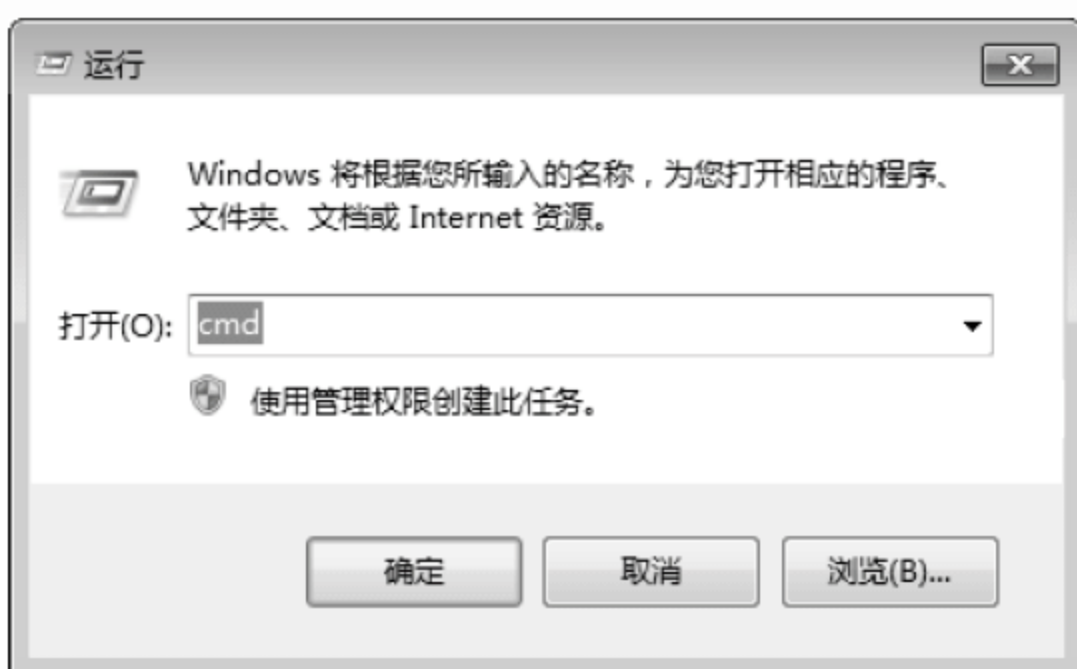 运行
Windows 将根据您所输入的名称，为您打开相应的程序、
文件夹、文档或 Internet 资源。
打开(O): cmd
使用管理权限创建此任务。
确定 取消 浏览(B)...